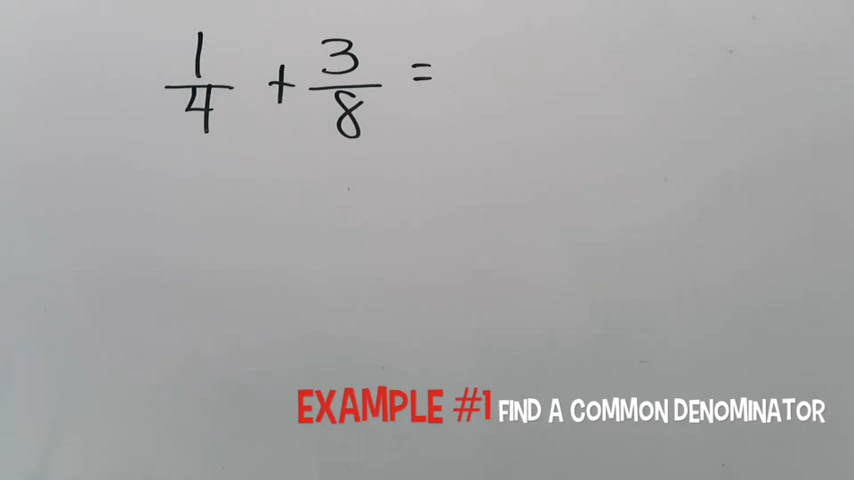 1/4 + 3/8 =
EXAMPLE #1 FIND A COMMON DENOMINATOR